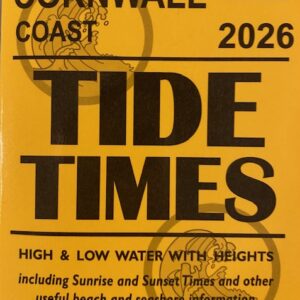 CORNWALL
COAST 2026
TIDE
TIMES
HIGH & LOW WATER WITH HEIGHTS
including Sunrise and Sunset Times and other
useful beach and seashore information